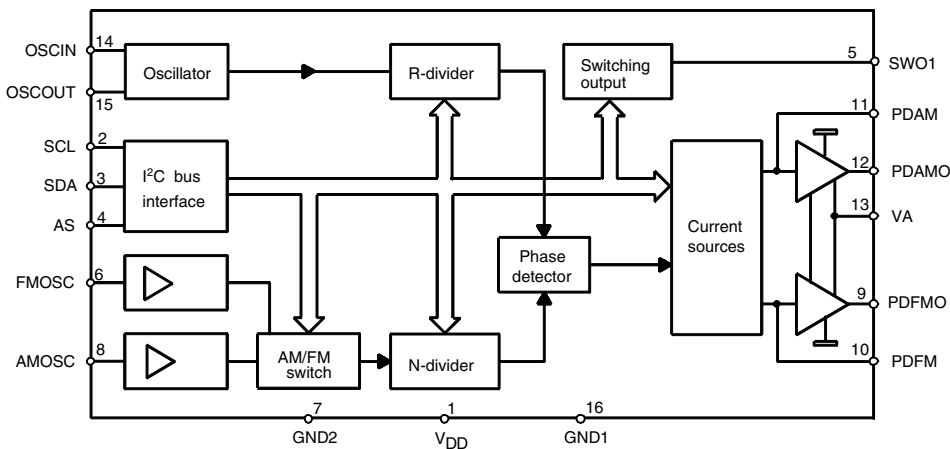 14
OSCIN
OSCOUT
15
Oscillator
R-divider
Switching
output
5
SWO1
11
PDAM
SCL
2
SDA
3
AS
4
I²C bus
interface
12
PDAMO
13
VA
Current
sources
Phase
detector
FMOSC
6
AMOSC
8
AM/FM
switch
N-divider
9
PDFMO
10
PDFM
7
GND2
1
VDD
16
GND1